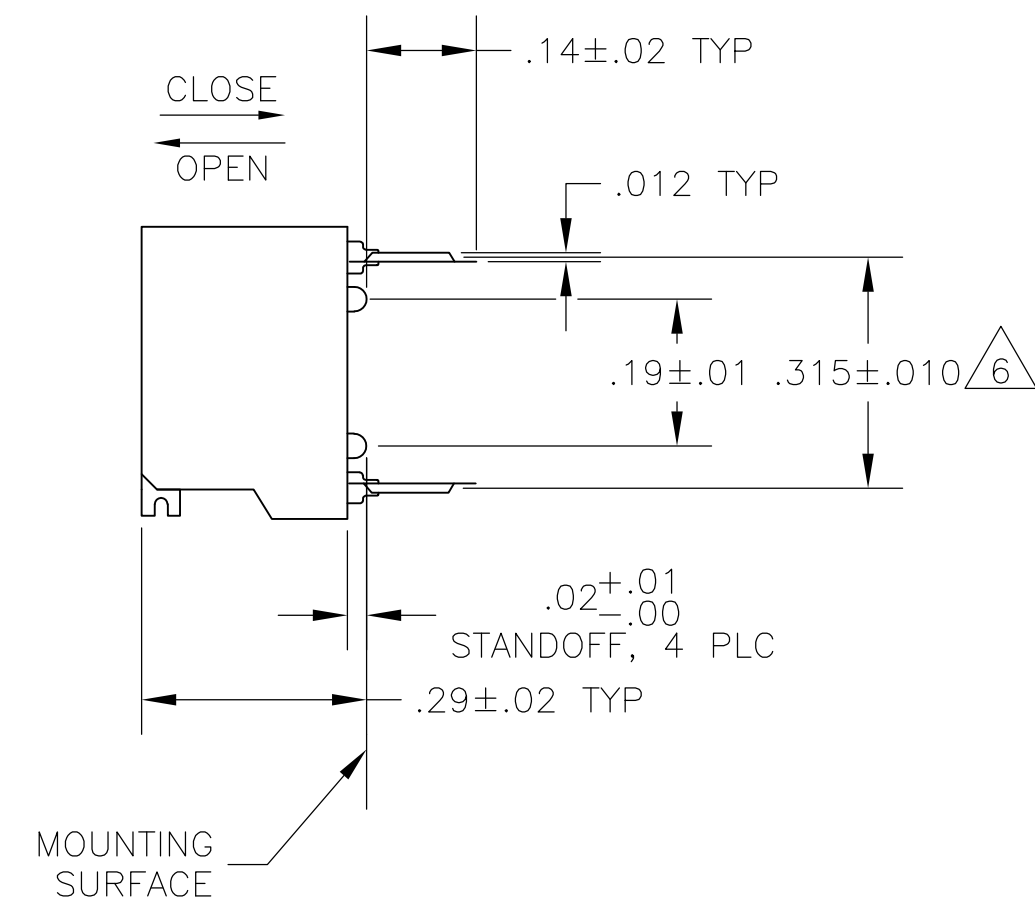 .14±.02 TYP
CLOSE
OPEN
.012 TYP
.19±.01
.315±.010
6
.02+.01
-.00
STANDOFF, 4 PLC
.29±.02 TYP
MOUNTING
SURFACE